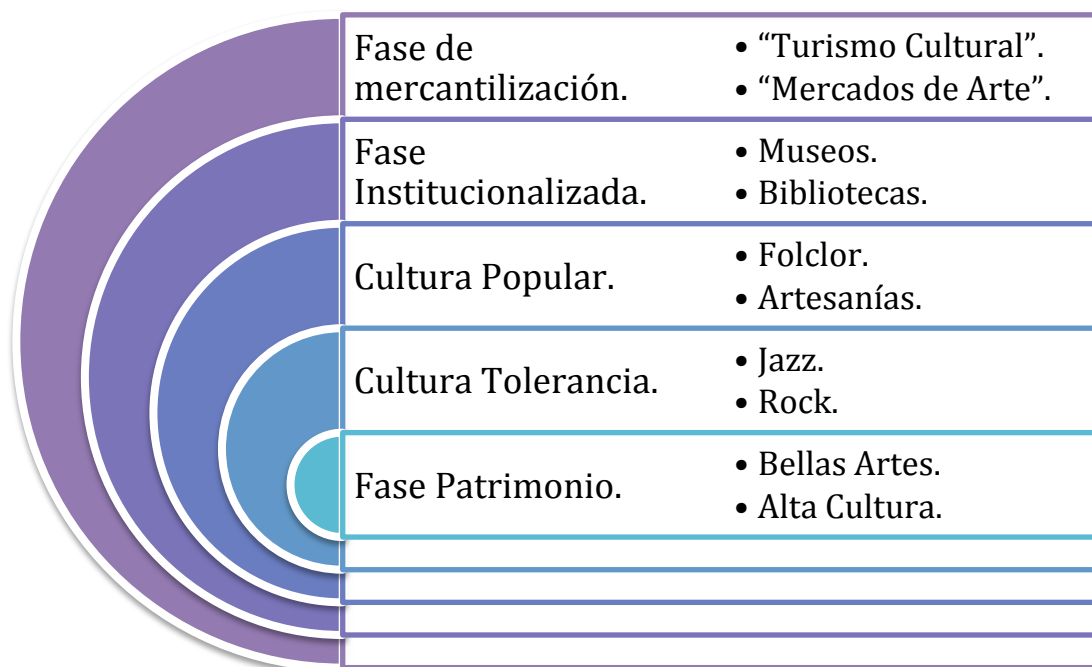 Fase de
mercantilización.
• “Turismo Cultural”.
• “Mercados de Arte”.
Fase
Institucionalizada.
• Museos.
• Bibliotecas.
Cultura Popular.
• Folclor.
• Artesanías.
Cultura Tolerancia.
• Jazz.
• Rock.
Fase Patrimonio.
• Bellas Artes.
• Alta Cultura.